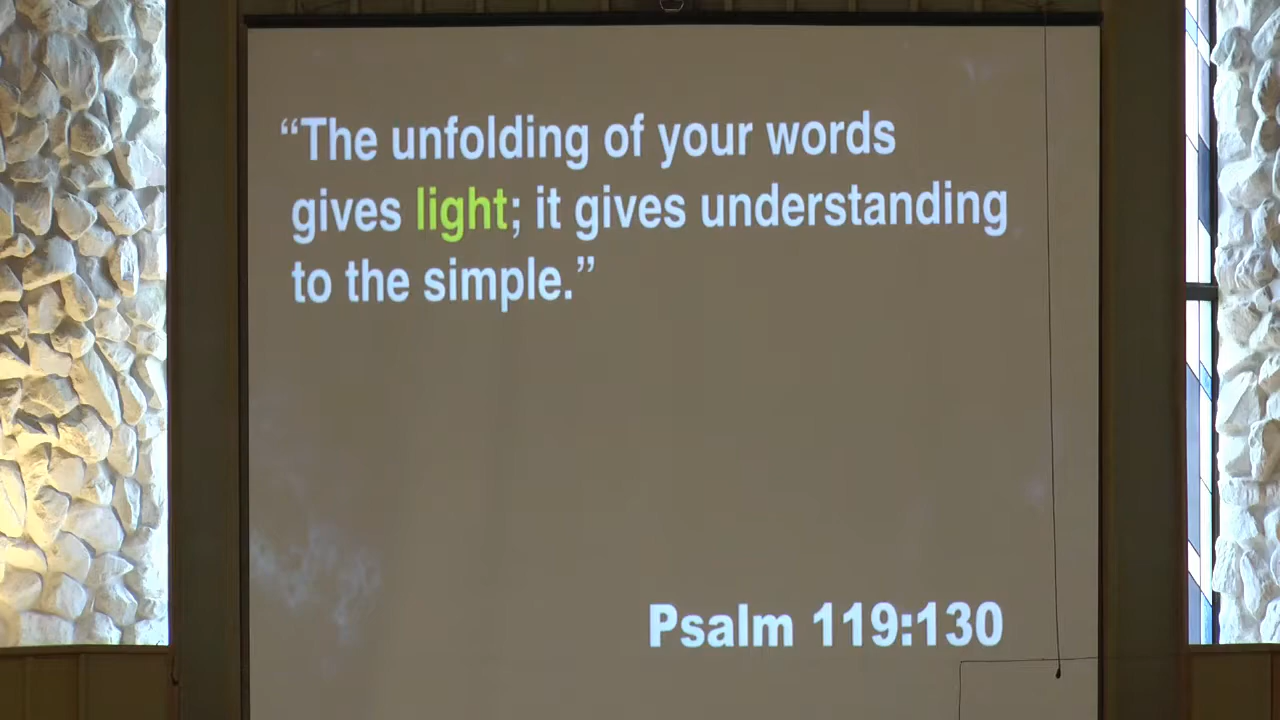 “The unfolding of your words
gives light; it gives understanding
to the simple.”
Psalm 119:130